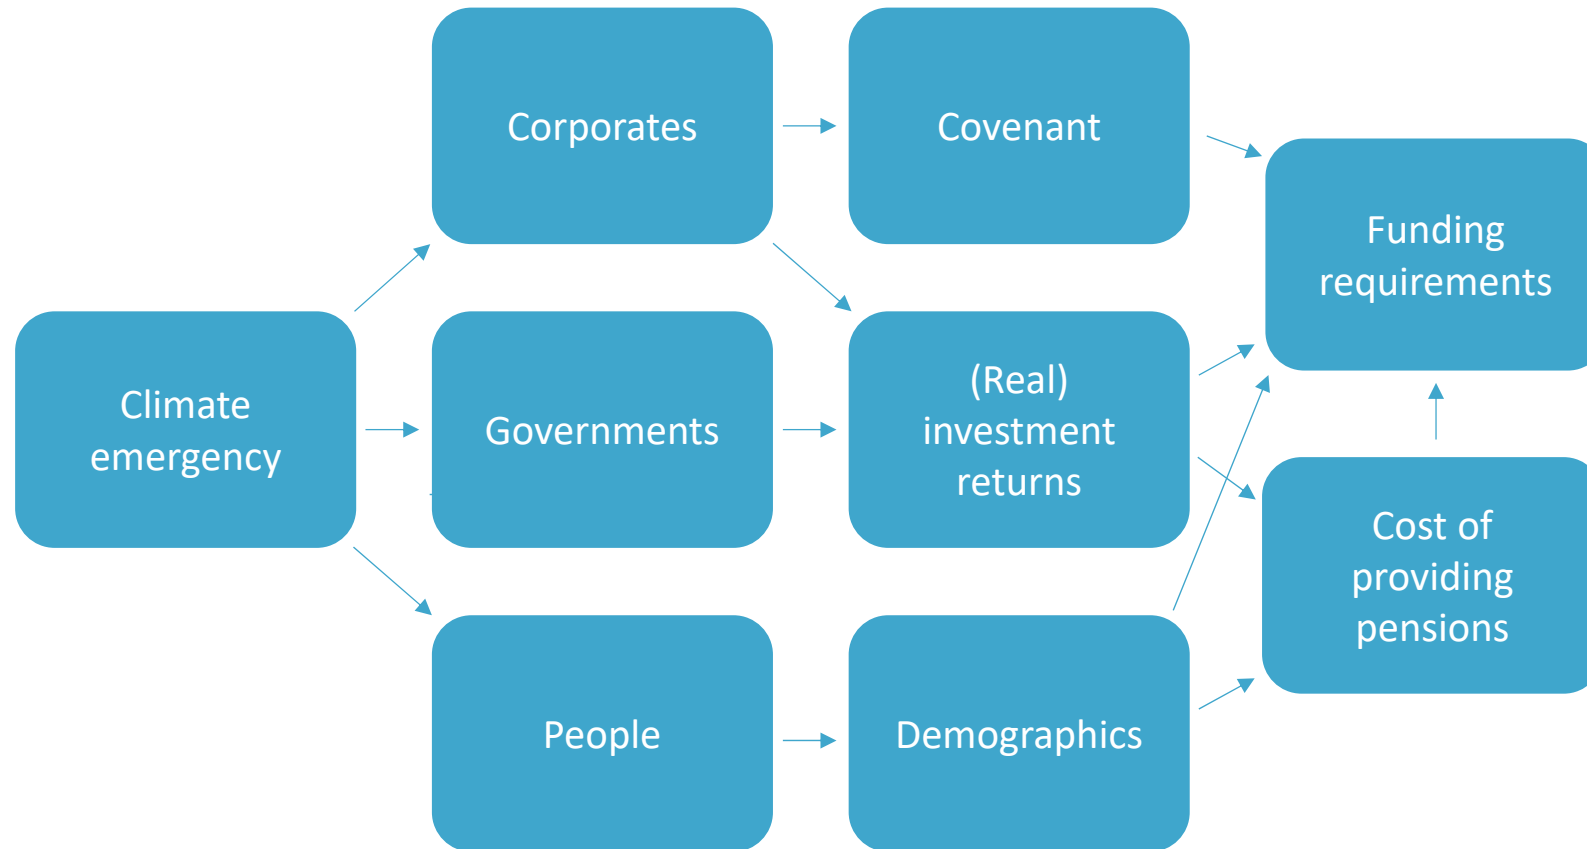 Corporates
Covenant
Funding
requirements
Climate
emergency
Governments
(Real)
investment
returns
Cost of
providing
pensions
People
Demographics